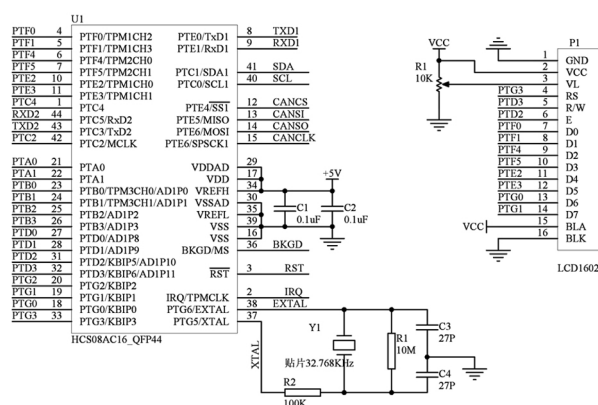 U1
PTF0 4 PTF0/TPM1CH2 PTE0/TxD1 8 TXD1
PTF1 5 PTF1/TPM1CH3 PTE1/RxD1 9 RXD1
PTF4 6 PTF4/TPM2CH0
PTF5 7 PTF5/TPM2CH1 PTC1/SDA1 41 SDA
PTE2 10 PTE2/TPM1CH0 PTC0/SCL1 40 SCL
PTE3 11 PTE3/TPM1CH1
PTC4 1 PTC4 PTE4/SS1 12 CANCS
RXD2 44 PTC5/RxD2 PTE5/MISO 13 CANSI
TXD2 43 PTC3/TxD2 PTE6/MOSI 14 CANSO
PTC2 42 PTC2/MCLK PTE6/SPSCK1 15 CANCLK
PTA0 21 PTA0 VDDAD 29
PTA1 22 PTA1 VDD 17
PTB0 23 PTB0/TPM3CH0/AD1P0 VREFH 34
PTB1 24 PTB1/TPM3CH1/AD1P1 VSSAD 30
PTB2 25 PTB2/AD1P2 VREFL 35
PTB3 26 PTB3/AD1P3 VSS 39
PTD0 27 PTD0/AD1P8 VSS 16
PTD1 28 PTD1/AD1P9 BKGD/MS 36 BKGD
PTD2 31 PTD2/KBIP5/AD1P10
PTD3 32 PTD3/KBIP6/AD1P11 RST 3 RST
PTG2 20 PTG2/KBIP2
PTG1 19 PTG1/KBIP1 IRQ/TPMCLK 2 IRQ
PTG0 18 PTG0/KBIP0 PTG6/EXTAL 38 EXTAL
PTG3 33 PTG3/KBIP3 PTG5/XTAL 37
HCS08AC16_QFP44
+5V
C1
0.1uF
C2
0.1uF
XTAL
Y1
贴片32.768KHz
R1
10M
C3
27P
C4
27P
R2
100K
VCC
R1
10K
P1
1 GND
2 VCC
3 VL
PTG3 4 RS
PTD3 5 R/W
PTD2 6 E
PTF0 7 D0
PTF1 8 D1
PTF4 9 D2
PTF5 10 D3
PTE2 11 D4
PTE3 12 D5
PTG0 13 D6
PTG1 14 D7
VCC 15 BLA
16 BLK
LCD1602